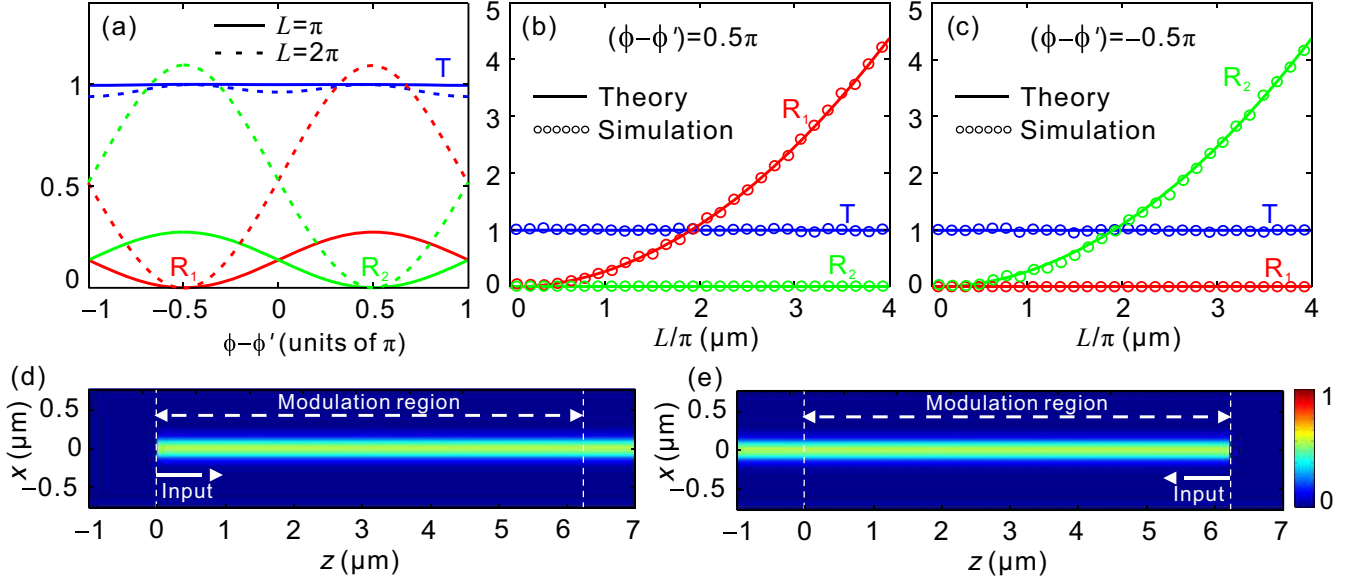 (a)
L=π
L=2π
T
R₁
R₂
1
0.5
0
−1
−0.5
0
0.5
1
ϕ−ϕ′ (units of π)
(b)
(ϕ−ϕ′)=0.5π
Theory
Simulation
R₁
T
R₂
5
4
3
2
1
0
0
1
2
3
4
L/π (μm)
(c)
(ϕ−ϕ′)=−0.5π
Theory
Simulation
R₂
T
R₁
5
4
3
2
1
0
0
1
2
3
4
L/π (μm)
(d)
Modulation region
Input
x (μm)
0.5
0
−0.5
−1
0
1
2
3
4
5
6
7
z (μm)
(e)
Modulation region
Input
x (μm)
0.5
0
−0.5
−1
0
1
2
3
4
5
6
7
z (μm)
1
0